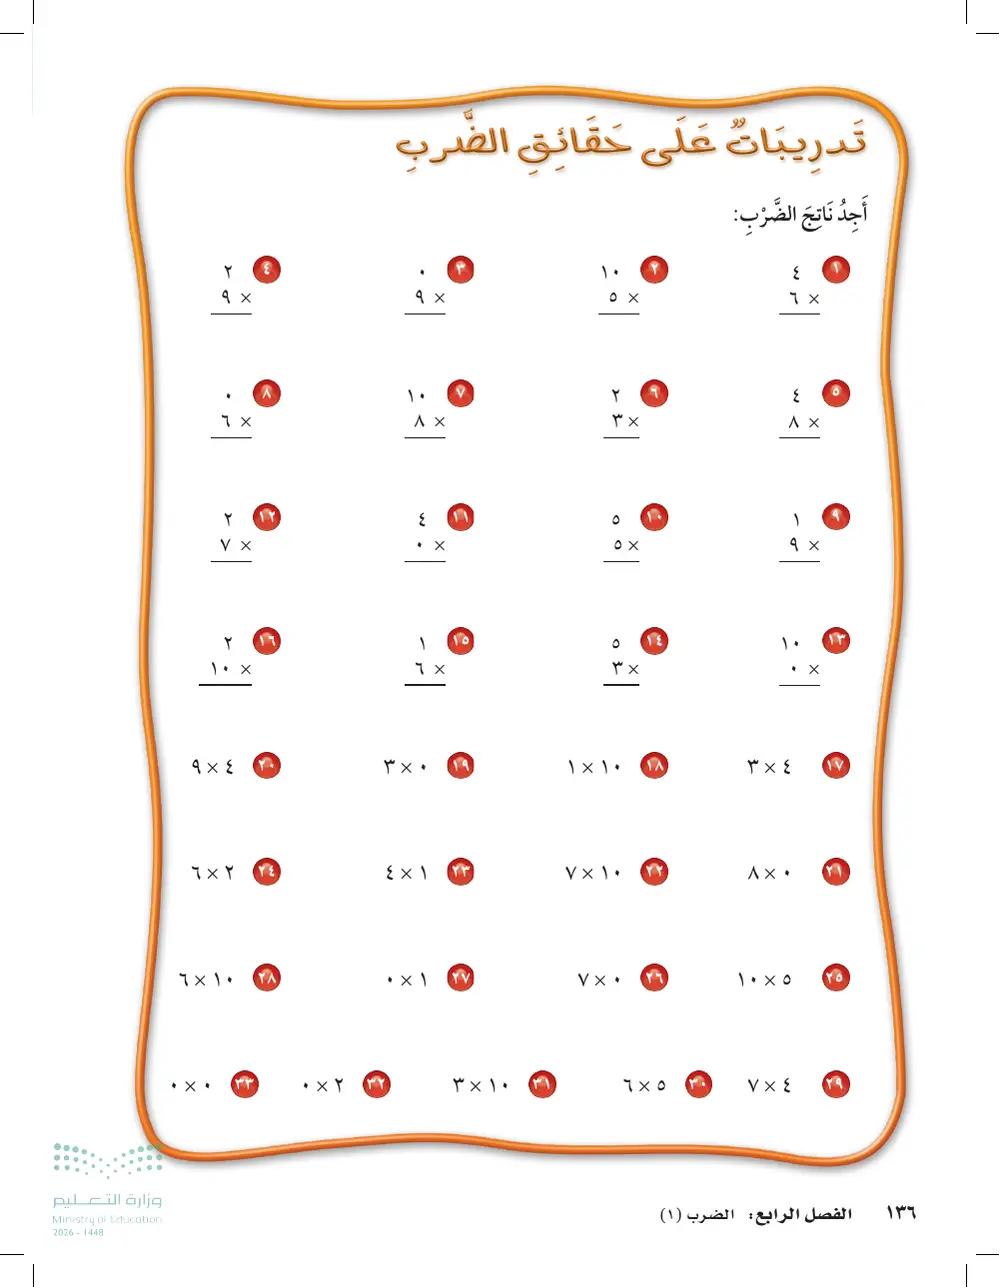 تَدرِيبَاتٌ عَلَى حَقَائِقِ الضَّربِ
أَجِدُ نَاتِجَ الضَّرْبِ:
١ ٤ ٢ ١٠ ٣ ٠ ٤ ٢
× ٦ × ٥ × ٩ × ٩
٥ ٤ ٦ ٢ ٧ ١٠ ٨ ٠
× ٨ × ٣ × ٨ × ٦
٩ ١ ١٠ ٥ ١١ ٤ ١٢ ٢
× ٩ × ٥ × ٠ × ٧
١٣ ١٠ ١٤ ٥ ١٥ ١ ١٦ ٢
× ٠ × ٣ × ٦ × ١٠
١٧ ٤ × ٣ ١٨ ١٠ × ١ ١٩ ٠ × ٣ ٢٠ ٤ × ٩
٢١ ٠ × ٨ ٢٢ ١٠ × ٧ ٢٣ ١ × ٤ ٢٤ ٢ × ٦
٢٥ ٥ × ١٠ ٢٦ ٠ × ٧ ٢٧ ١ × ٠ ٢٨ ١٠ × ٦
٢٩ ٤ × ٧ ٣٠ ٥ × ٦ ٣١ ١٠ × ٣ ٣٢ ٢ × ٠ ٣٣ ٠ × ٠
وزارة التعليم
Ministry of Education
2026 - 1448
١٣٦ الفصل الرابع: الضرب (١)